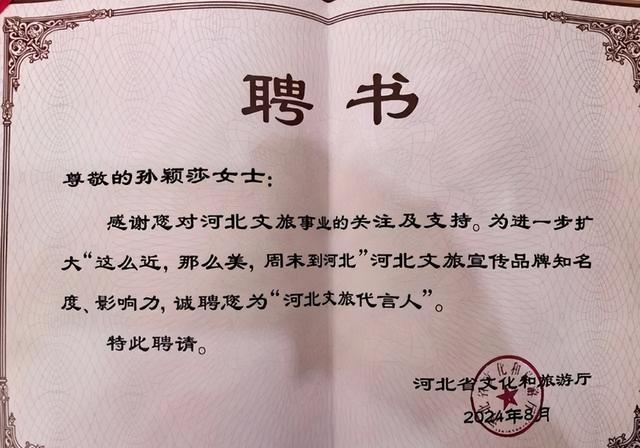 聘书
尊敬的孙颖莎女士：
感谢您对河北文旅事业的关注及支持。为进一步扩
大“这么近，那么美，周末到河北”河北文旅宣传品牌知名
度、影响力，诚聘您为“河北文旅代言人”。
特此聘请。
河北省文化和旅游厅
2024年8月